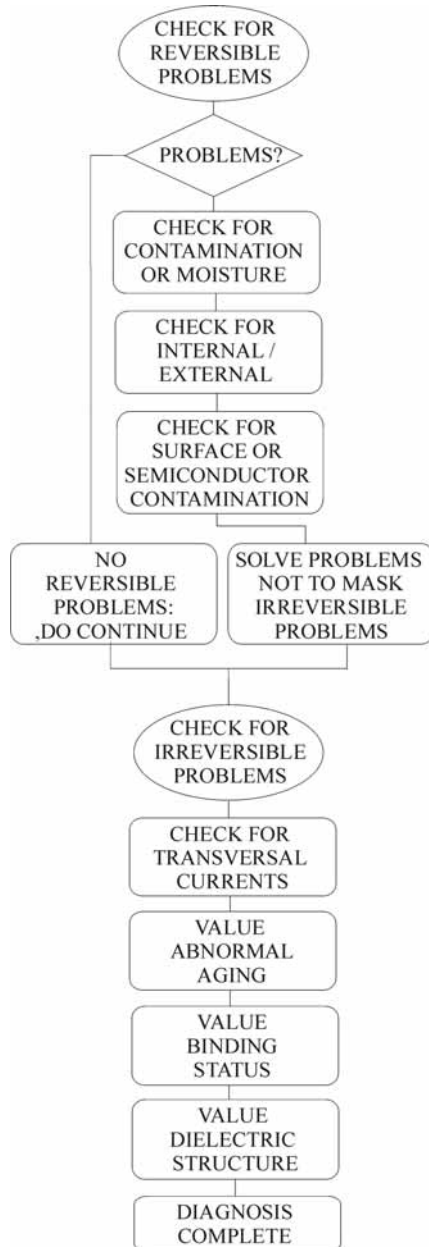 CHECK FOR
REVERSIBLE
PROBLEMS
PROBLEMS?
CHECK FOR
CONTAMINATION
OR MOISTURE
CHECK FOR
INTERNAL /
EXTERNAL
CHECK FOR
SURFACE OR
SEMICONDUCTOR
CONTAMINATION
NO
REVERSIBLE
PROBLEMS:
,DO CONTINUE
SOLVE PROBLEMS
NOT TO MASK
IRREVERSIBLE
PROBLEMS
CHECK FOR
IRREVERSIBLE
PROBLEMS
CHECK FOR
TRANSVERSAL
CURRENTS
VALUE
ABNORMAL
AGING
VALUE
BINDING
STATUS
VALUE
DIELECTRIC
STRUCTURE
DIAGNOSIS
COMPLETE